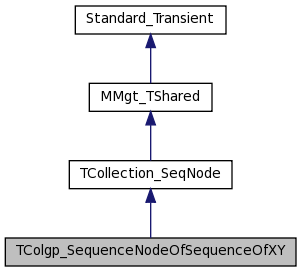 Standard_Transient
MMgt_TShared
TCollection_SeqNode
TColgp_SequenceNodeOfSequenceOfXY